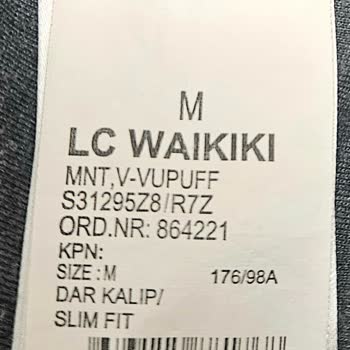 M
LC WAIKIKI
MNT,V-VUPUFF
S31295Z8/R7Z
ORD.NR: 864221
KPN:
SIZE : M 176/98A
DAR KALIP/
SLIM FIT